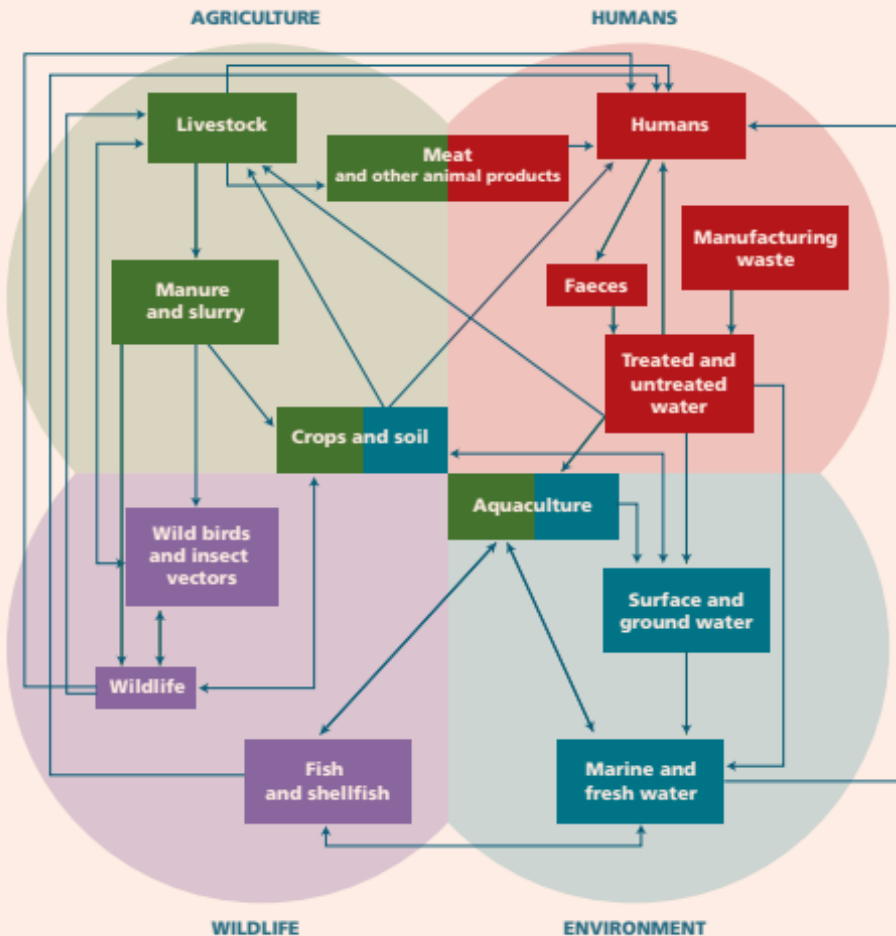 AGRICULTURE
HUMANS
Livestock
Humans
Meat
and other animal products
Manufacturing
waste
Manure
and slurry
Faeces
Treated and
untreated
water
Crops and soil
Aquaculture
Wild birds
and insect
vectors
Surface and
ground water
Wildlife
Fish
and shellfish
Marine and
fresh water
WILDLIFE
ENVIRONMENT